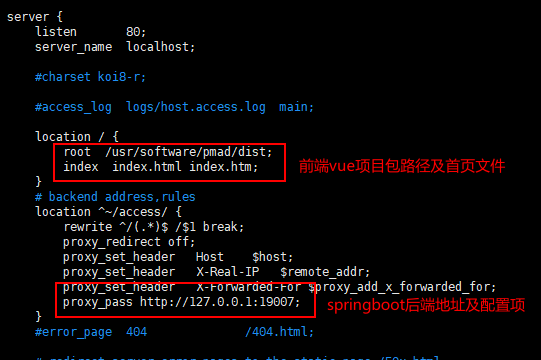 server {
listen 80;
server_name localhost;
#charset koi8-r;
#access_log logs/host.access.log main;
location / {
root /usr/software/pmad/dist;
index index.html index.htm;
前端vue项目包路径及首页文件
}
# backend address,rules
location ^~/access/ {
rewrite ^/(.*)$ /$1 break;
proxy_redirect off;
proxy_set_header Host $host;
proxy_set_header X-Real-IP $remote_addr;
proxy_set_header X-Forwarded-For $proxy_add_x_forwarded_for;
proxy_pass http://127.0.0.1:19007;
springboot后端地址及配置项
}
#error_page 404 /404.html;